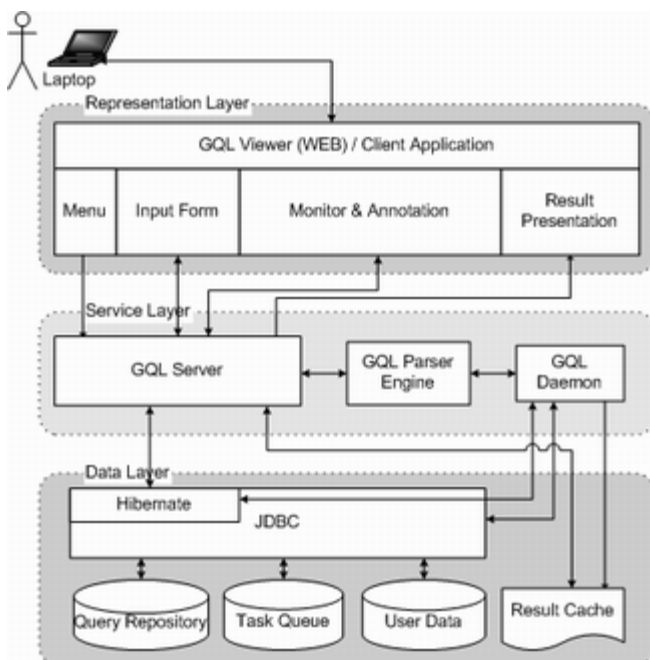 Laptop
Representation Layer
GQL Viewer (WEB) / Client Application
Menu
Input Form
Monitor & Annotation
Result
Presentation
Service Layer
GQL Server
GQL Parser
Engine
GQL
Daemon
Data Layer
Hibernate
JDBC
Query Repository
Task Queue
User Data
Result Cache